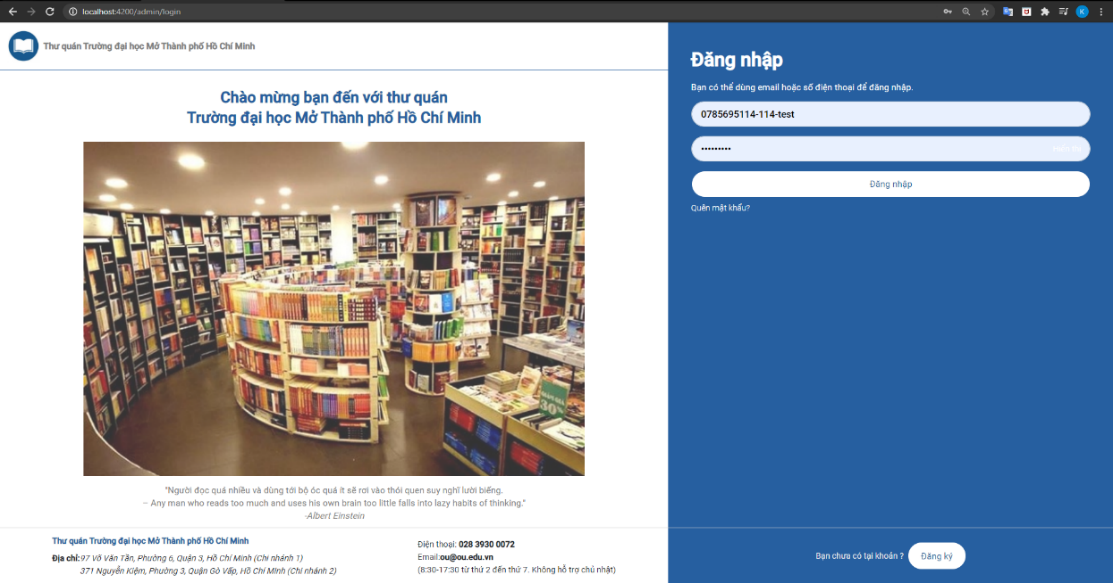 localhost:4200/admin/login
Thư quán Trường đại học Mở Thành phố Hồ Chí Minh
Chào mừng bạn đến với thư quán
Trường đại học Mở Thành phố Hồ Chí Minh
30%
"Người đọc quá nhiều và dùng tới bộ óc quá ít sẽ rơi vào thói quen suy nghĩ lười biếng.
– Any man who reads too much and uses his own brain too little falls into lazy habits of thinking."
-Albert Einstein
Thư quán Trường đại học Mở Thành phố Hồ Chí Minh
Địa chỉ:97 Võ Văn Tần, Phường 6, Quận 3, Hồ Chí Minh (Chi nhánh 1)
371 Nguyễn Kiệm, Phường 3, Quận Gò Vấp, Hồ Chí Minh (Chi nhánh 2)
Điện thoại: 028 3930 0072
Email:ou@ou.edu.vn
(8:30-17:30 từ thứ 2 đến thứ 7. Không hỗ trợ chủ nhật)
K
Đăng nhập
Bạn có thể dùng email hoặc số điện thoại để đăng nhập.
0785695114-114-test
•••••••••
Đăng nhập
Quên mật khẩu?
Bạn chưa có tại khoản ? Đăng ký